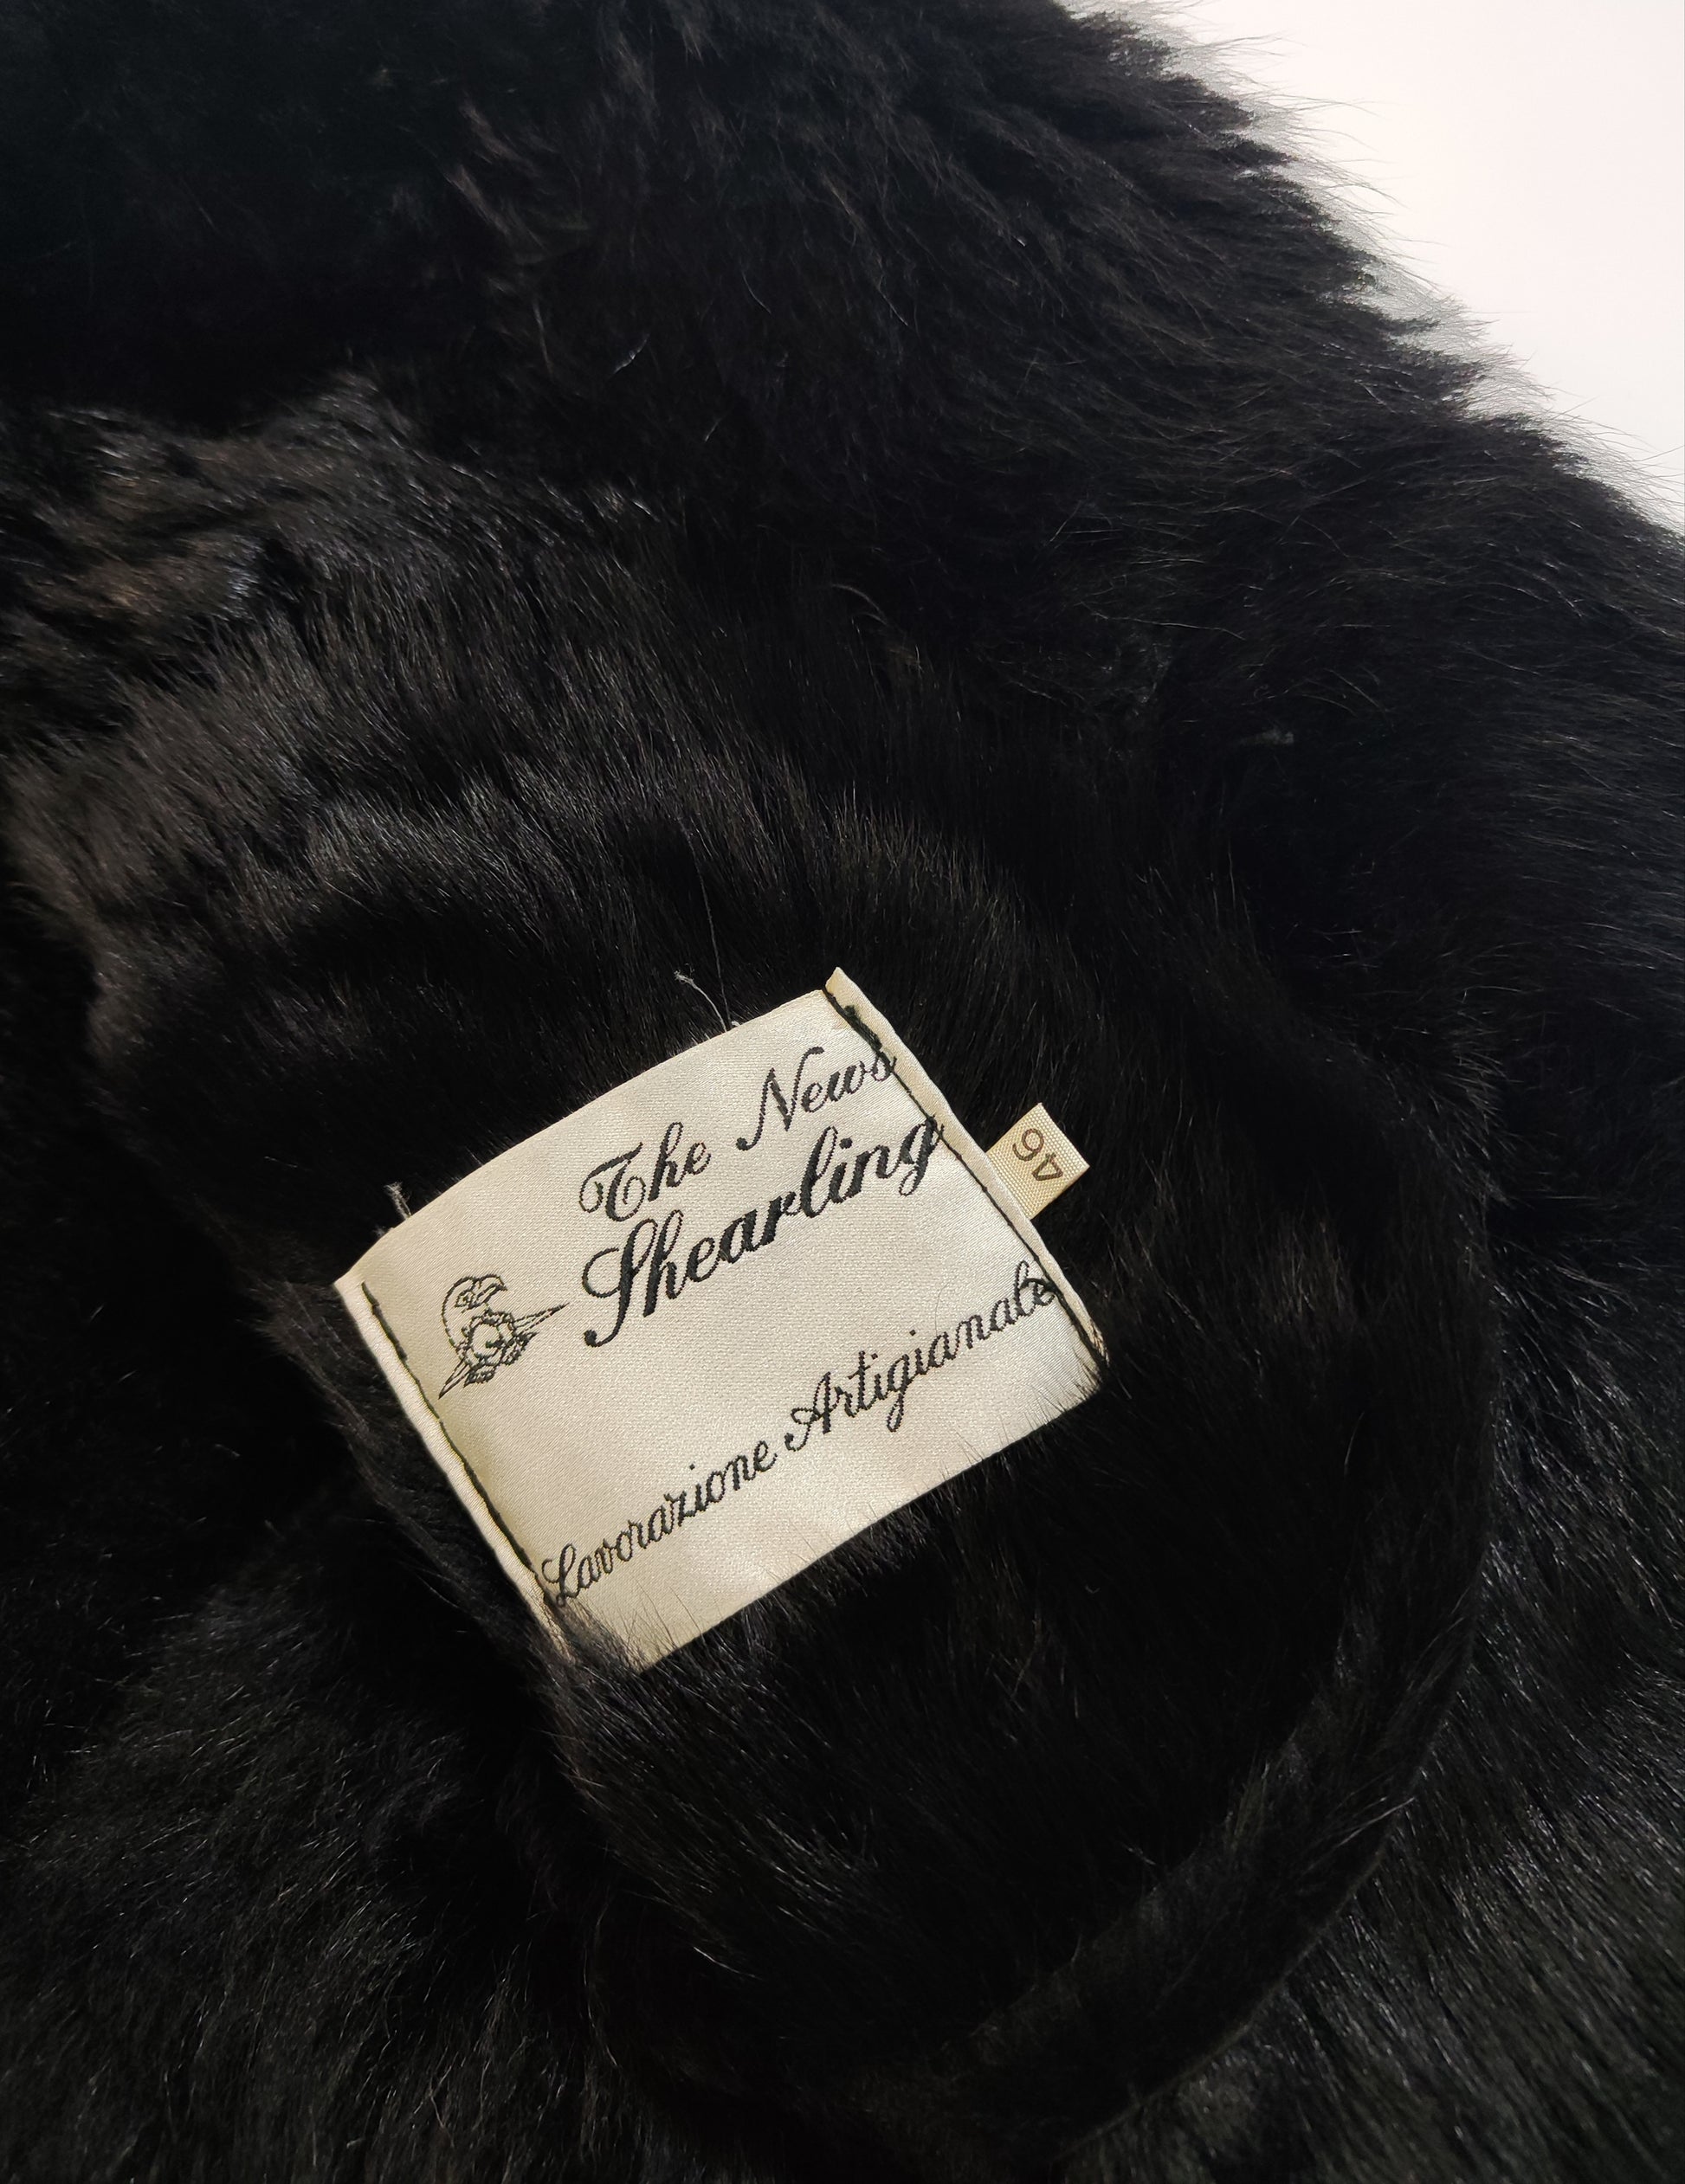 The News
Shearling
Lavorazione Artigianale
46